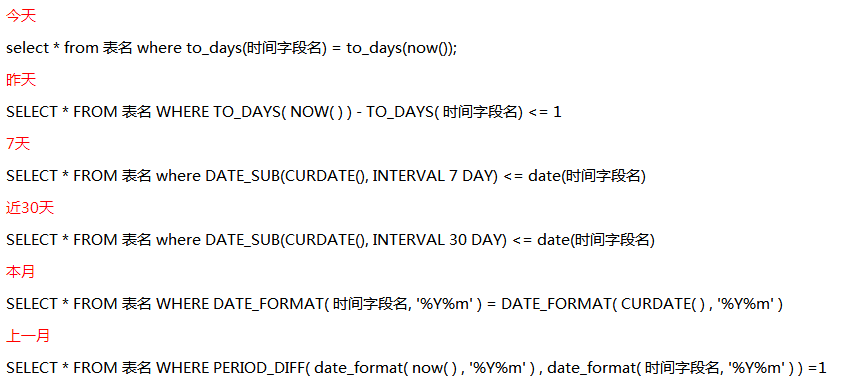 今天
select * from 表名 where to_days(时间字段名) = to_days(now());
昨天
SELECT * FROM 表名 WHERE TO_DAYS( NOW( ) ) - TO_DAYS( 时间字段名) <= 1
7天
SELECT * FROM 表名 where DATE_SUB(CURDATE(), INTERVAL 7 DAY) <= date(时间字段名)
近30天
SELECT * FROM 表名 where DATE_SUB(CURDATE(), INTERVAL 30 DAY) <= date(时间字段名)
本月
SELECT * FROM 表名 WHERE DATE_FORMAT( 时间字段名, '%Y%m' ) = DATE_FORMAT( CURDATE( ) , '%Y%m' )
上一月
SELECT * FROM 表名 WHERE PERIOD_DIFF( date_format( now( ) , '%Y%m' ) , date_format( 时间字段名, '%Y%m' ) ) =1